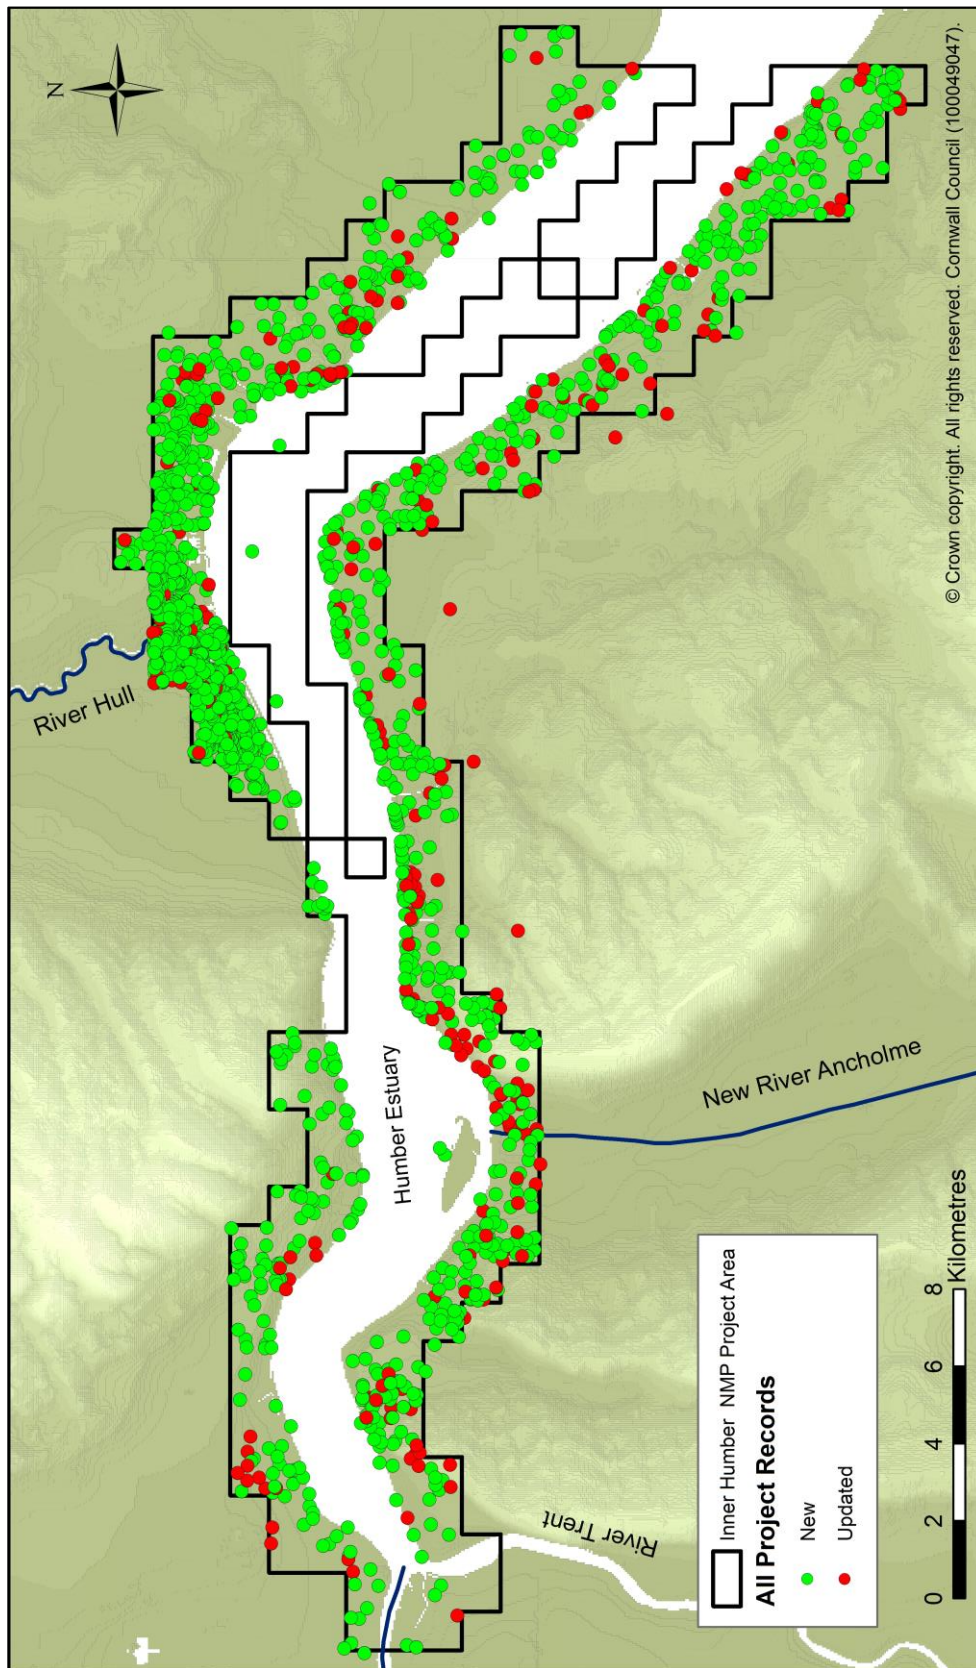 N
River Hull
Humber Estuary
New River Ancholme
River Trent
Inner Humber NMP Project Area
All Project Records
New
Updated
0 2 4 6 8
Kilometres
© Crown copyright. All rights reserved. Cornwall Council (100049047).